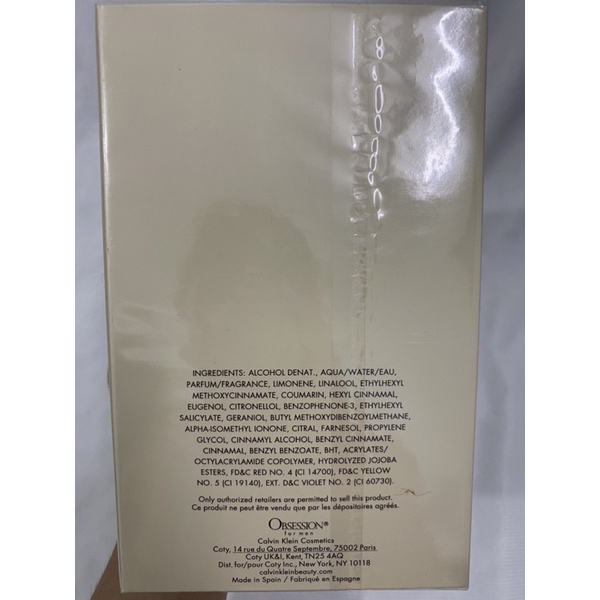 INGREDIENTS: ALCOHOL DENAT., AQUA/WATER/EAU,
PARFUM/FRAGRANCE, LIMONENE, LINALOOL, ETHYLHEXYL
METHOXYCINNAMATE, COUMARIN, HEXYL CINNAMAL,
EUGENOL, CITRONELLOL, BENZOPHENONE-3, ETHYLHEXYL
SALICYLATE, GERANIOL, BUTYL METHOXYDIBENZOYLMETHANE,
ALPHA-ISOMETHYL IONONE, CITRAL, FARNESOL, PROPYLENE
GLYCOL, CINNAMYL ALCOHOL, BENZYL CINNAMATE,
CINNAMAL, BENZYL BENZOATE, BHT, ACRYLATES/
OCTYLACRYLAMIDE COPOLYMER, HYDROLYZED JOJOBA
ESTERS, FD&C RED NO. 4 (CI 14700), FD&C YELLOW
NO. 5 (CI 19140), EXT. D&C VIOLET NO. 2 (CI 60730).
Only authorized retailers are permitted to sell this product.
Ce produit ne peut être vendu que par les dépositaires agréés.
OBSESSION®
for men
Calvin Klein Cosmetics
Coty, 14 rue du Quatre Septembre, 75002 Paris
Coty UK&I, Kent, TN25 4AQ
Dist. for/pour Coty Inc., New York, NY 10118
calvinkleinbeauty.com
Made in Spain / Fabriqué en Espagne